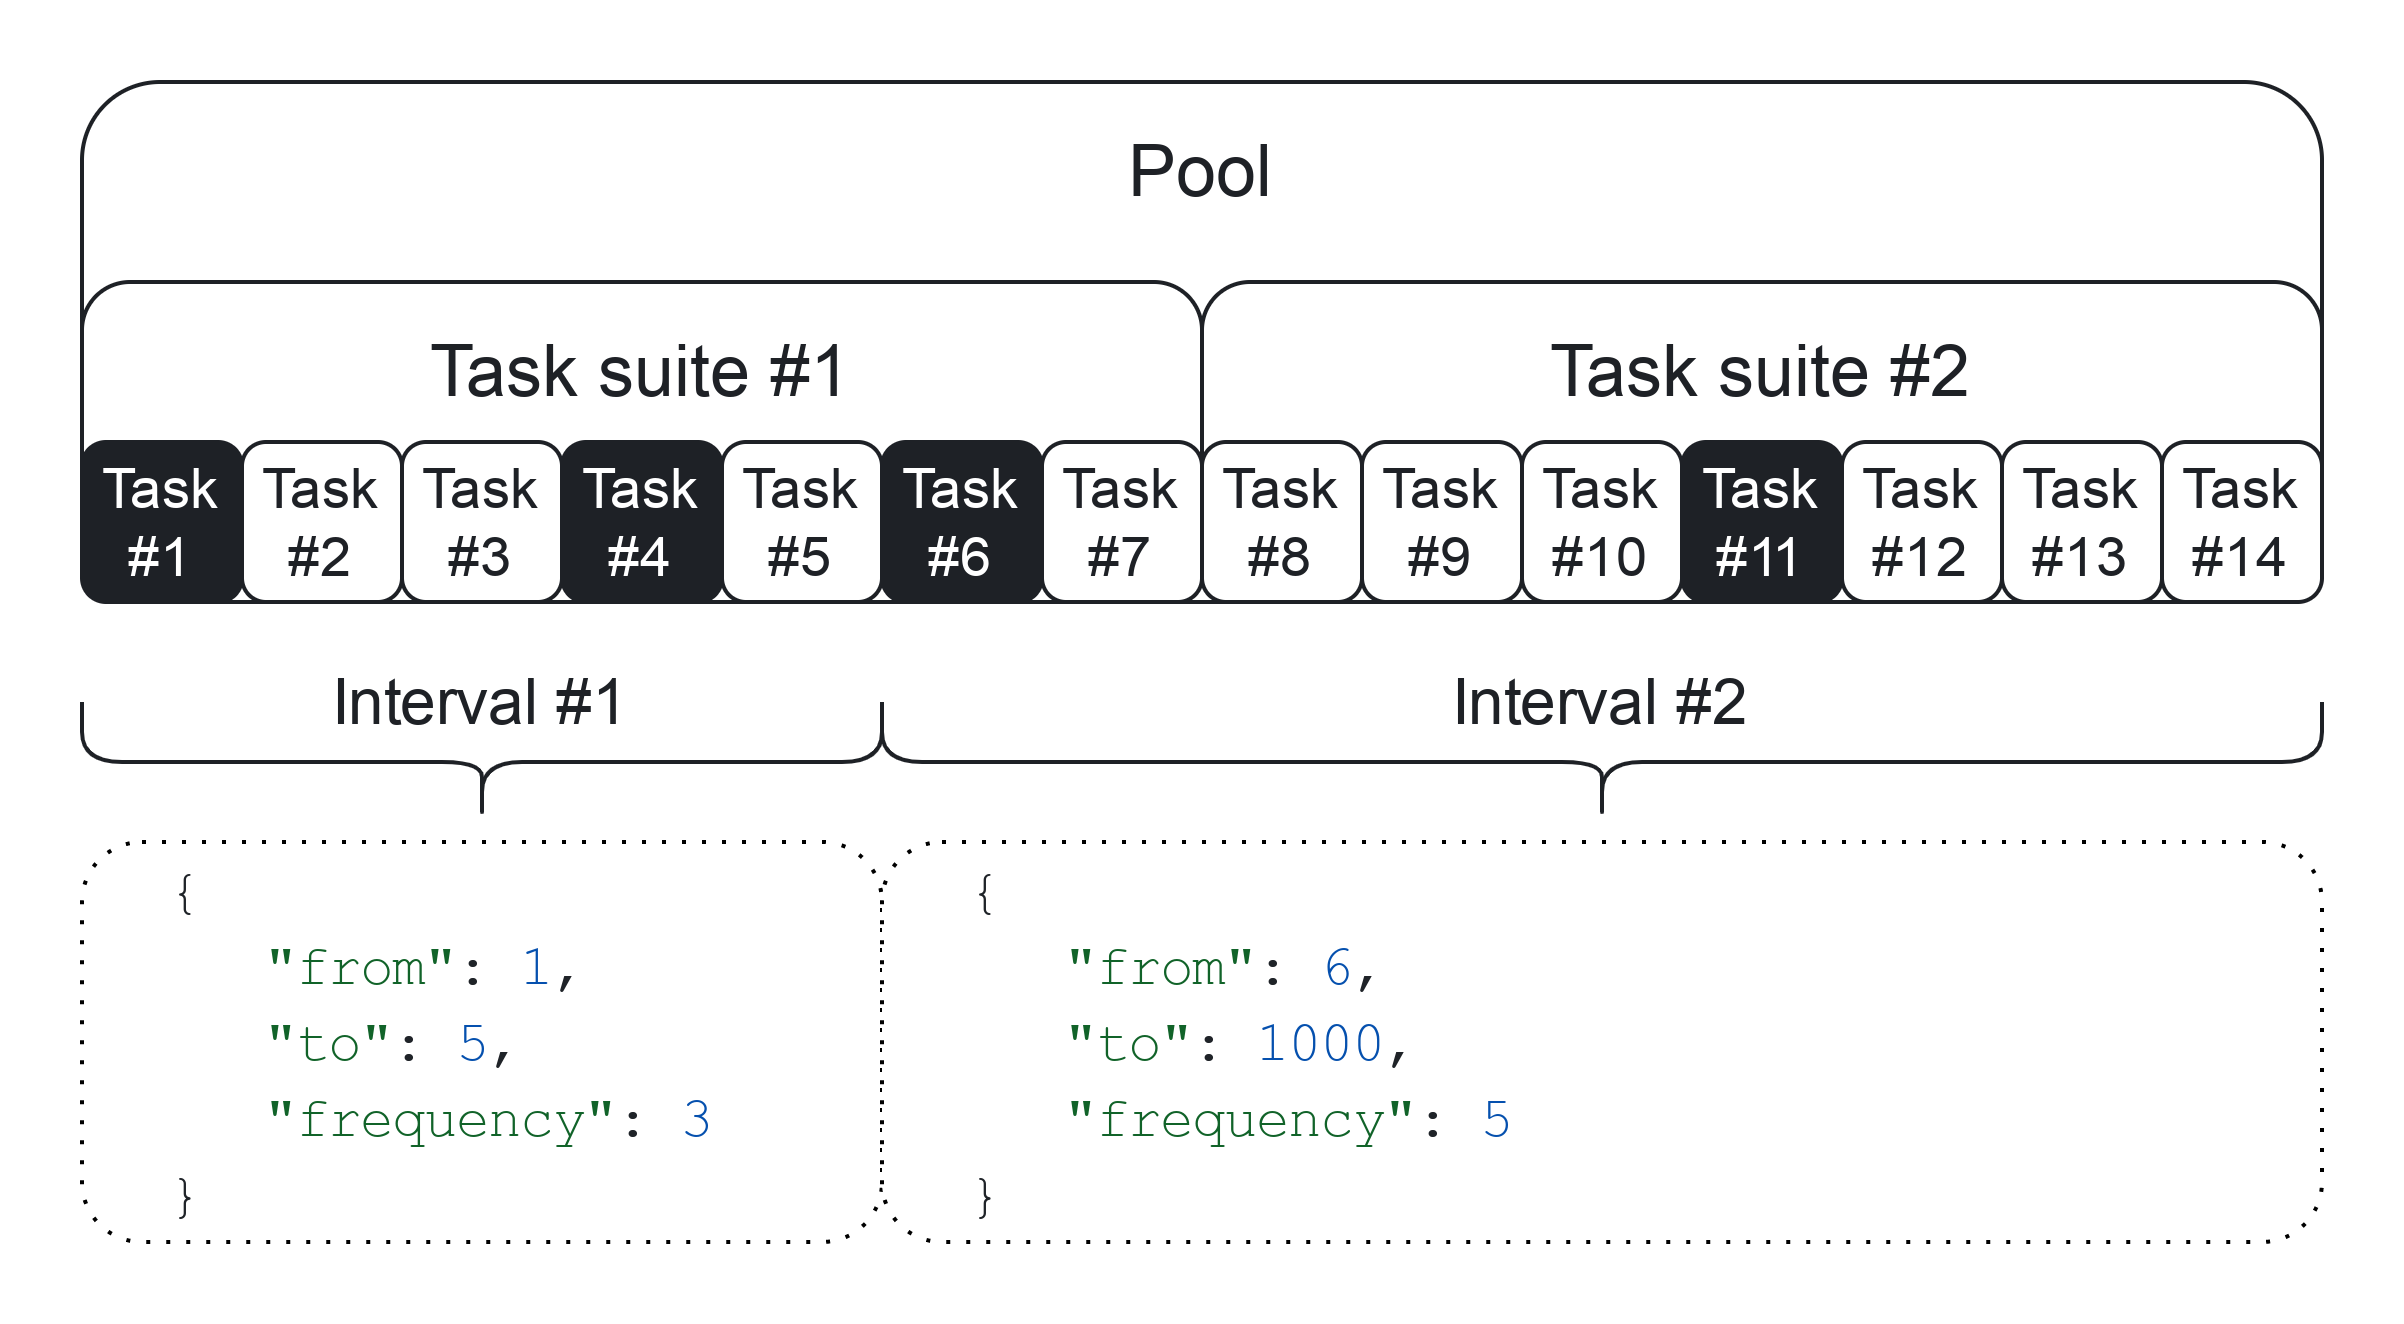 Pool
Task suite #1
Task suite #2
Task #1
Task #2
Task #3
Task #4
Task #5
Task #6
Task #7
Task #8
Task #9
Task #10
Task #11
Task #12
Task #13
Task #14
Interval #1
Interval #2
{
"from": 1,
"to": 5,
"frequency": 3
}
{
"from": 6,
"to": 1000,
"frequency": 5
}